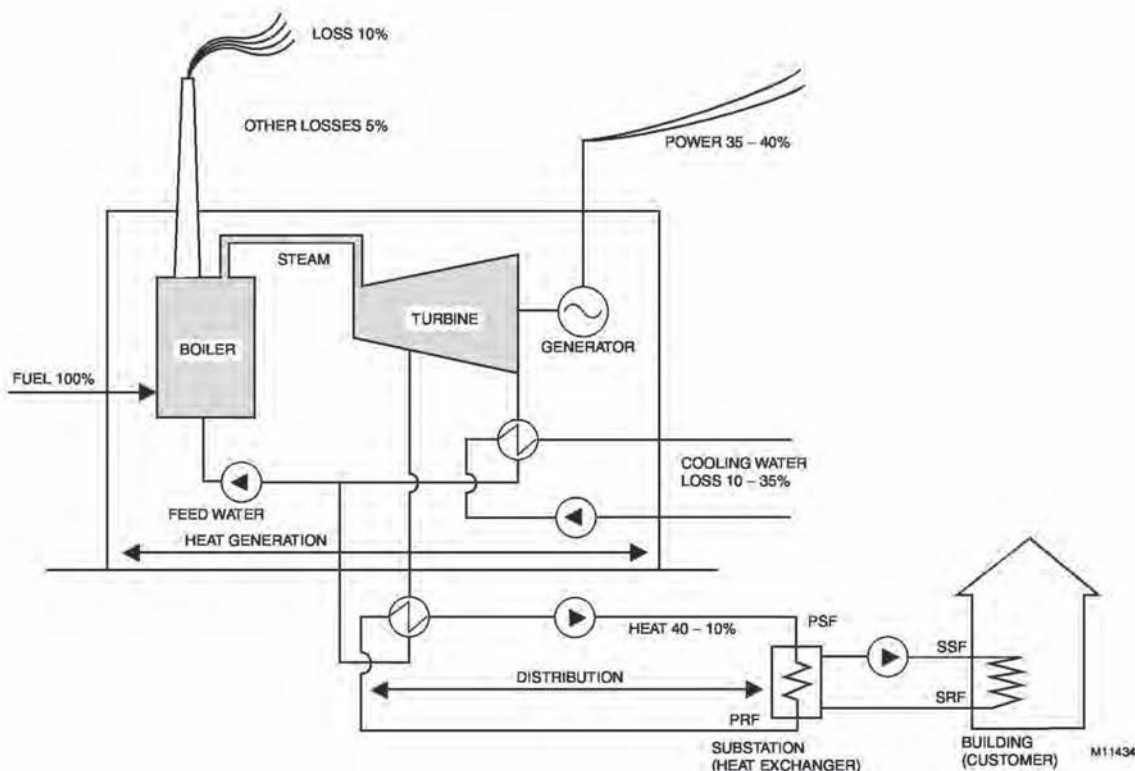 LOSS 10%
OTHER LOSSES 5%
POWER 35 – 40%
STEAM
TURBINE
BOILER
GENERATOR
FUEL 100%
COOLING WATER
LOSS 10 – 35%
FEED WATER
HEAT GENERATION
HEAT 40 – 10%
PSF
SSF
DISTRIBUTION
SRF
PRF
SUBSTATION
(HEAT EXCHANGER)
BUILDING
(CUSTOMER)
M11434